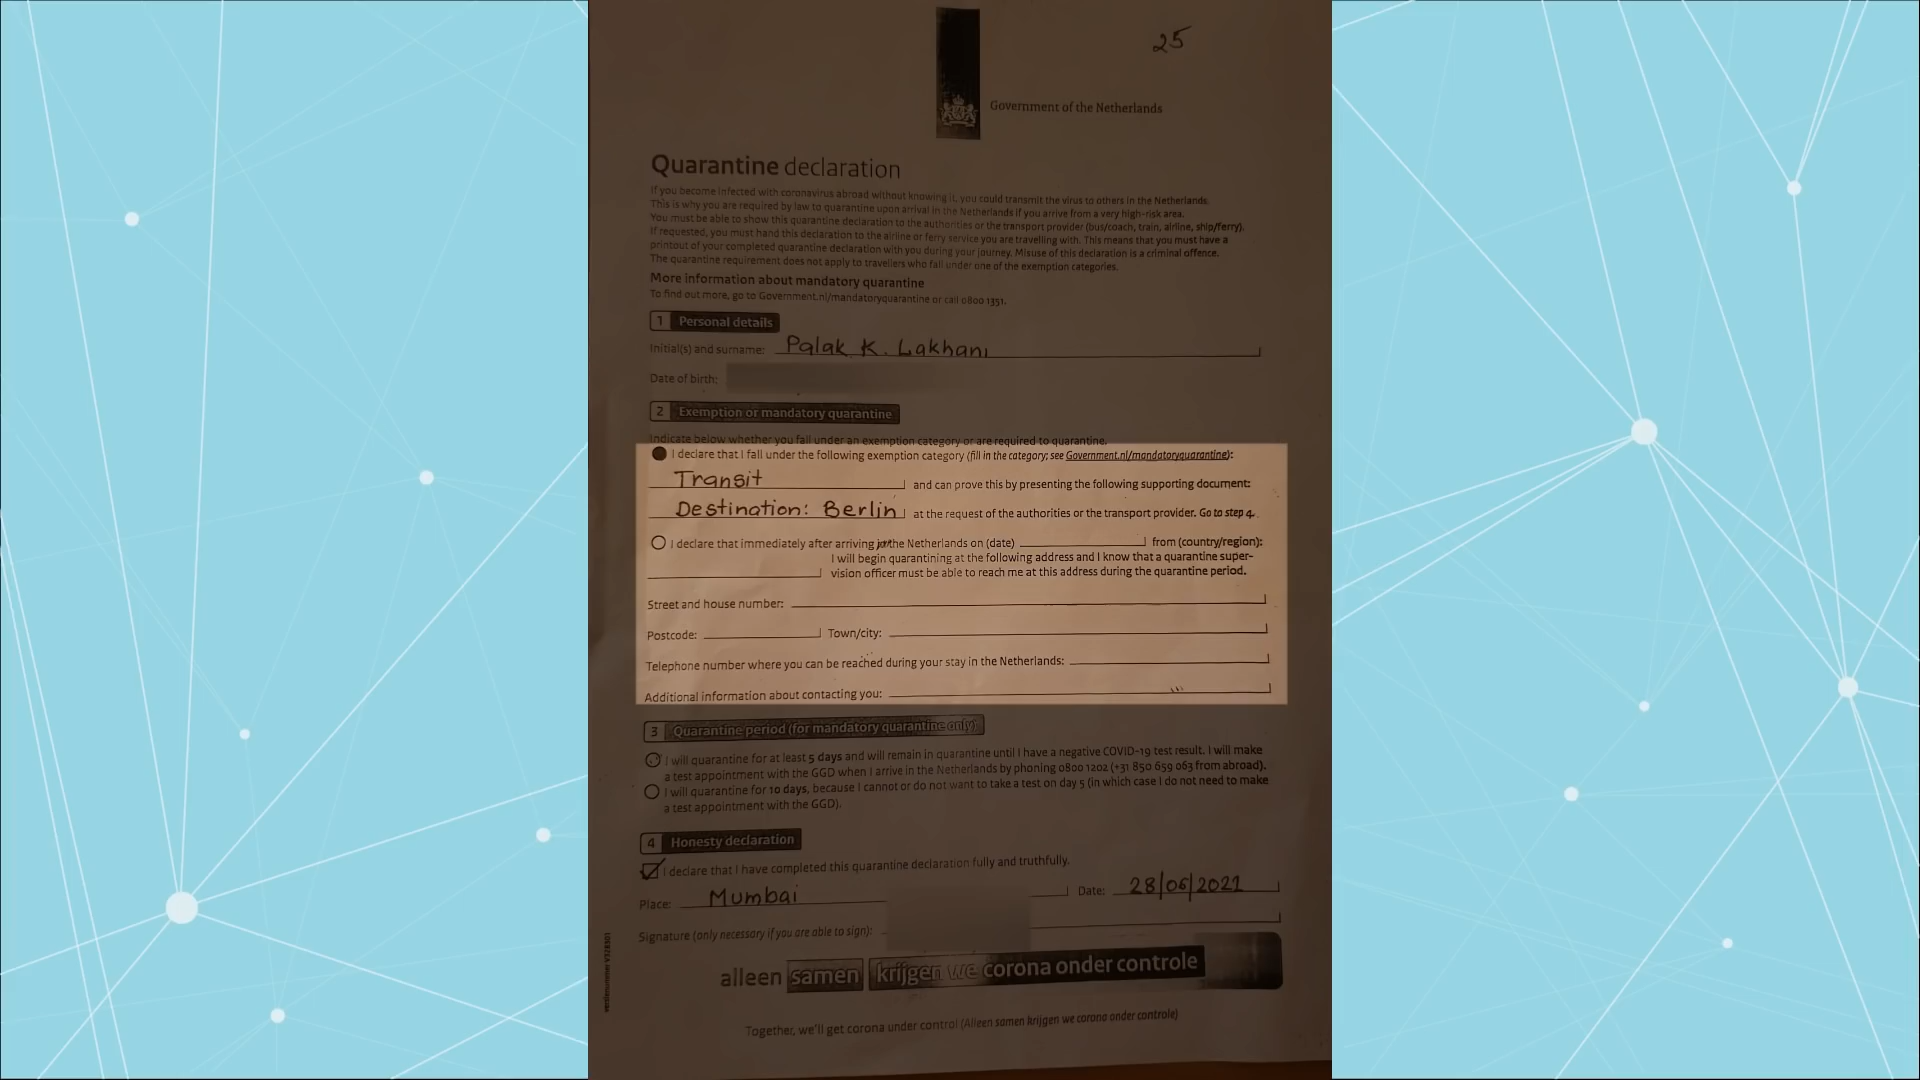 25
Government of the Netherlands
Quarantine declaration
If you become infected with coronavirus abroad without knowing it, you could transmit the virus to others in the Netherlands.
This is why you are required by law to quarantine upon arrival in the Netherlands if you arrive from a very high-risk area.
You must be able to show this quarantine declaration to the authorities or the transport provider (bus/coach, train, airline, ship/ferry).
If requested, you must hand this declaration to the airline or ferry service you are travelling with. This means that you must have a
printout of your completed quarantine declaration with you during your journey. Misuse of this declaration is a criminal offence.
The quarantine requirement does not apply to travellers who fall under one of the exemption categories.
More information about mandatory quarantine
To find out more, go to Government.nl/mandatoryquarantine or call 0800 1351.
1 Personal details
Initial(s) and surname: Palak K. Lakhani
Date of birth:
2 Exemption or mandatory quarantine
Indicate below whether you fall under an exemption category or are required to quarantine.
I declare that I fall under the following exemption category (fill in the category; see Government.nl/mandatoryquarantine):
Transit and can prove this by presenting the following supporting document:
Destination: Berlin at the request of the authorities or the transport provider. Go to step 4.
I declare that immediately after arriving in the Netherlands on (date) from (country/region):
I will begin quarantining at the following address and I know that a quarantine super-
vision officer must be able to reach me at this address during the quarantine period.
Street and house number:
Postcode: Town/city:
Telephone number where you can be reached during your stay in the Netherlands:
Additional information about contacting you:
3 Quarantine period (for mandatory quarantine only)
I will quarantine for at least 5 days and will remain in quarantine until I have a negative COVID-19 test result. I will make
a test appointment with the GGD when I arrive in the Netherlands by phoning 0800 1202 (+31 850 659 063 from abroad).
I will quarantine for 10 days, because I cannot or do not want to take a test on day 5 (in which case I do not need to make
a test appointment with the GGD).
4 Honesty declaration
I declare that I have completed this quarantine declaration fully and truthfully.
Place: Mumbai Date: 28/06/2021
Signature (only necessary if you are able to sign):
alleen samen krijgen we corona onder controle
Together, we'll get corona under control (Alleen samen krijgen we corona onder controle)